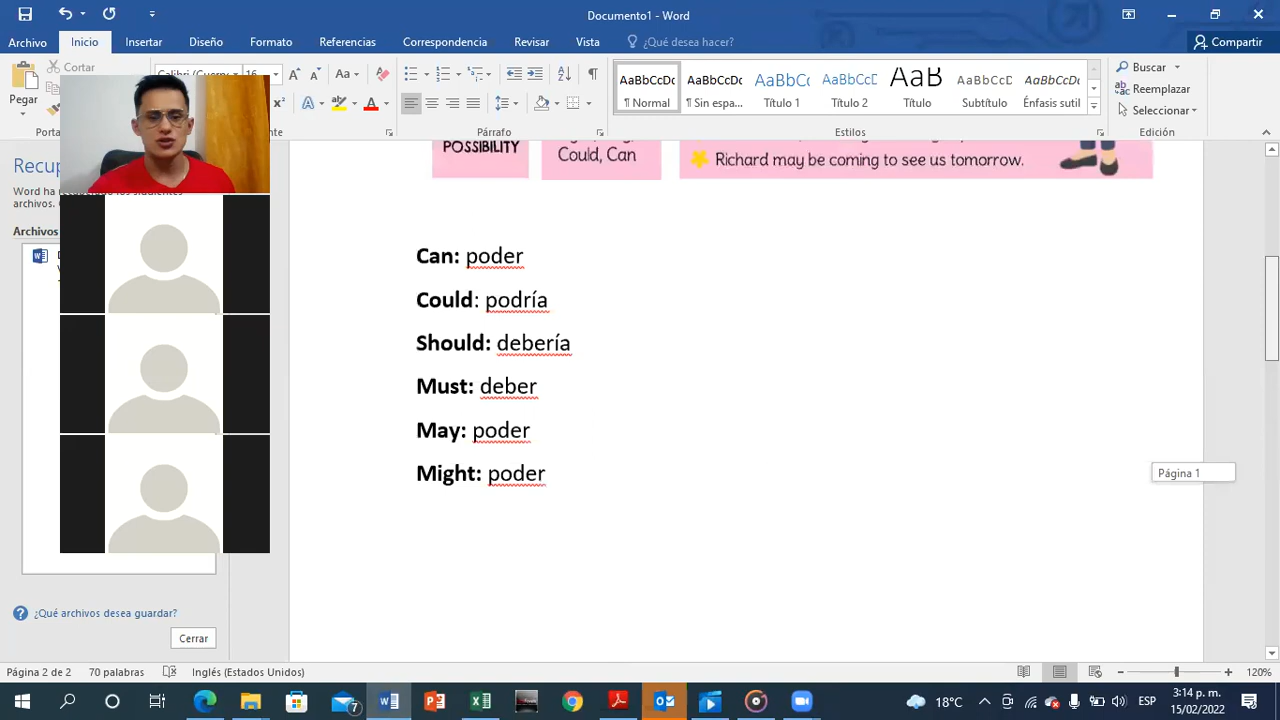 Documento1 - Word
Archivo Inicio Insertar Diseño Formato Referencias Correspondencia Revisar Vista ¿Qué desea hacer? Compartir
Pegar
Cortar
16
Aa
AaBbCcDc
¶ Normal
AaBbCcDc
¶ Sin espa...
AaBbCc
Título 1
AaBbCcD
Título 2
AaB
Título
AaBbCcD
Subtítulo
AaBbCcDc
Énfasis sutil
Buscar
Reemplazar
Seleccionar
Párrafo
Estilos
Edición
POSSIBILITY
Could, Can
Richard may be coming to see us tomorrow.
Can: poder
Could: podría
Should: debería
Must: deber
May: poder
Might: poder
Página 1
¿Qué archivos desea guardar?
Cerrar
Página 2 de 2 70 palabras Inglés (Estados Unidos) 120%
7
18°C ESP
3:14 p. m.
15/02/2022